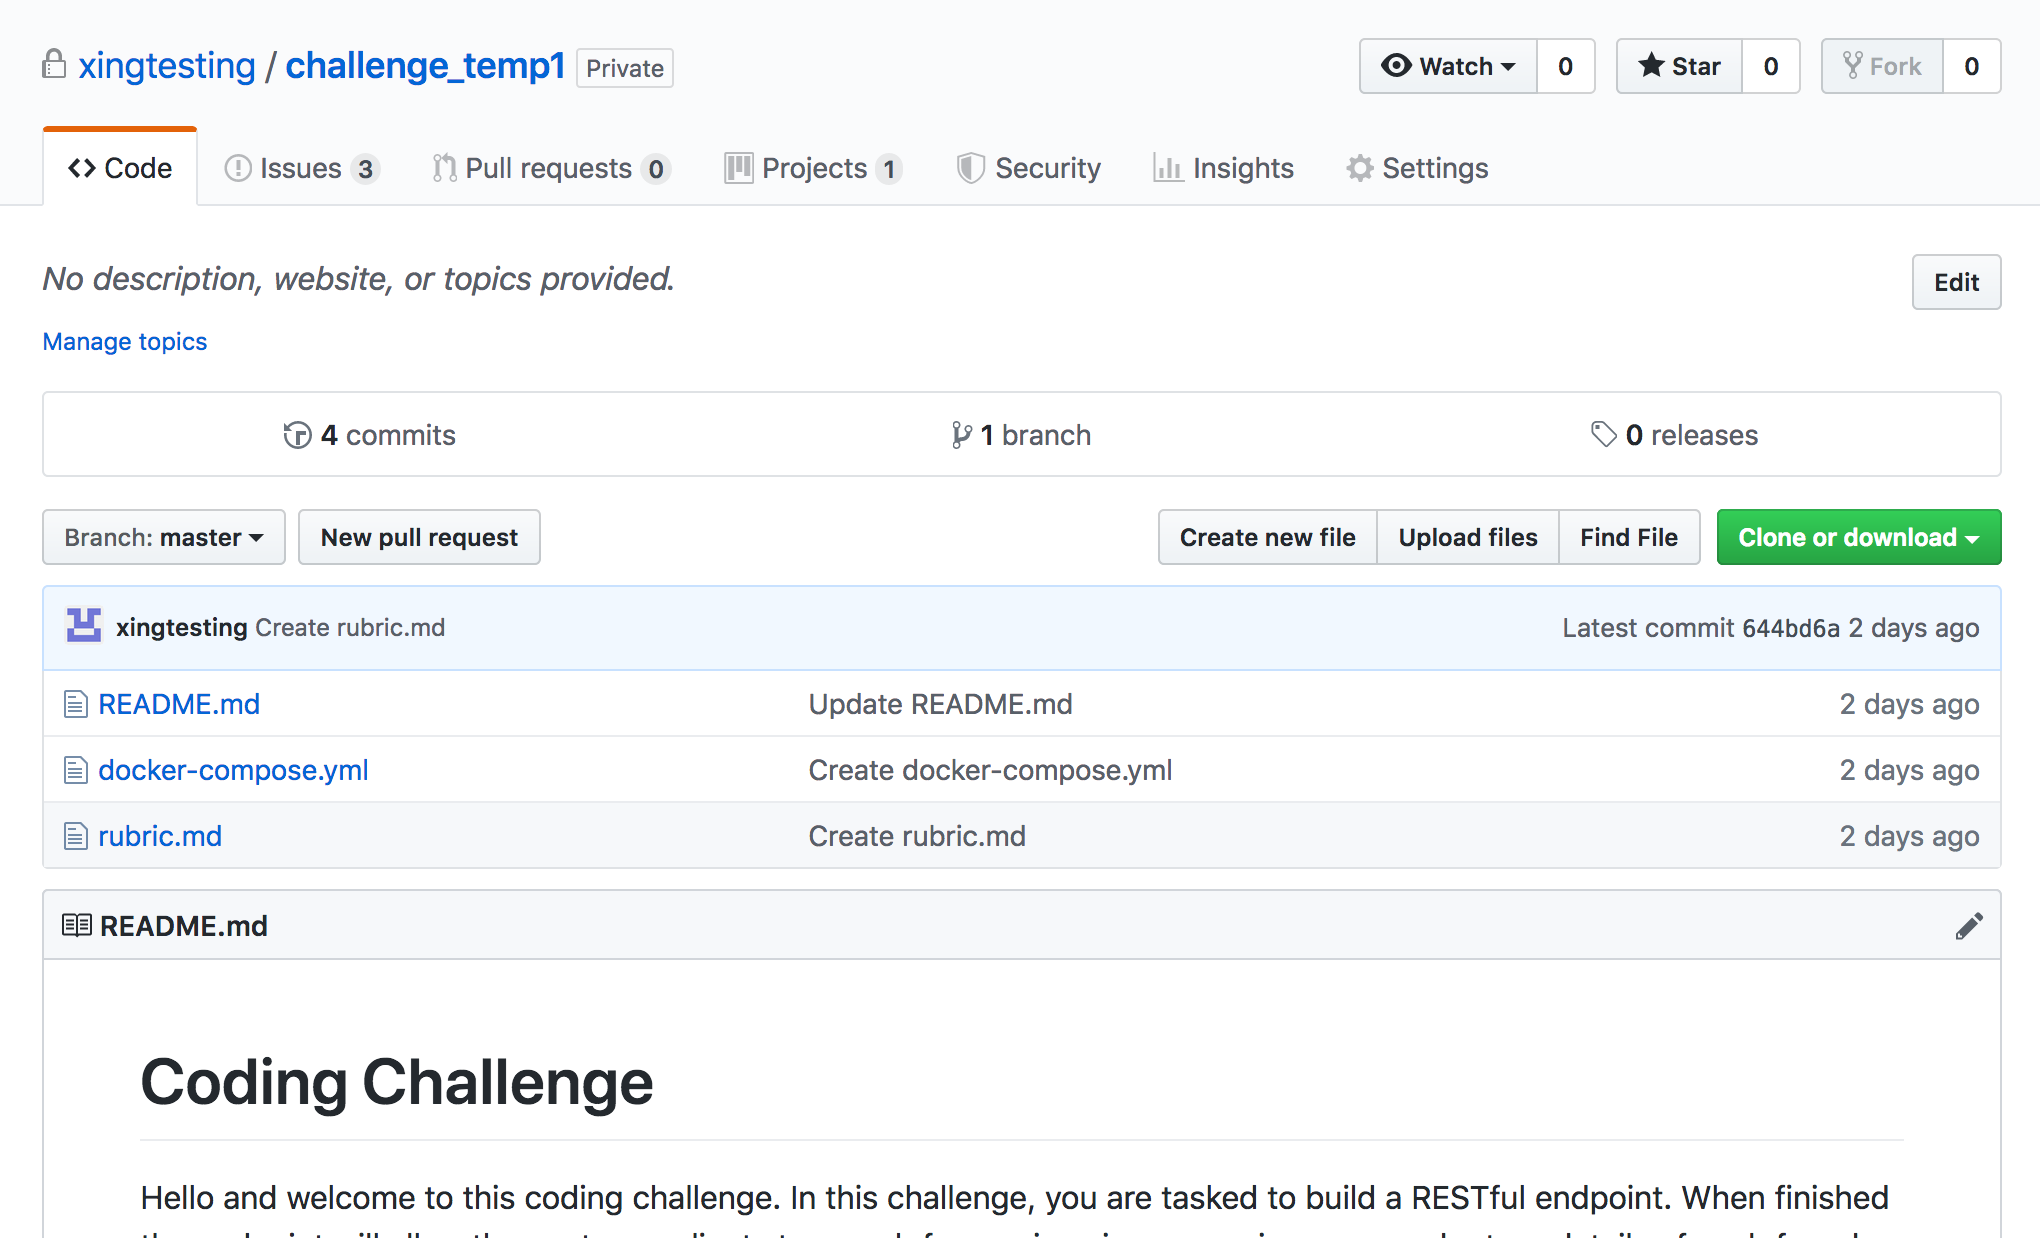 xingtesting / challenge_temp1 Private Watch 0 Star 0 Fork 0
Code Issues 3 Pull requests 0 Projects 1 Security Insights Settings
No description, website, or topics provided. Edit
Manage topics
4 commits 1 branch 0 releases
Branch: master New pull request Create new file Upload files Find File Clone or download
xingtesting Create rubric.md Latest commit 644bd6a 2 days ago
README.md Update README.md 2 days ago
docker-compose.yml Create docker-compose.yml 2 days ago
rubric.md Create rubric.md 2 days ago
README.md
Coding Challenge
Hello and welcome to this coding challenge. In this challenge, you are tasked to build a RESTful endpoint. When finished